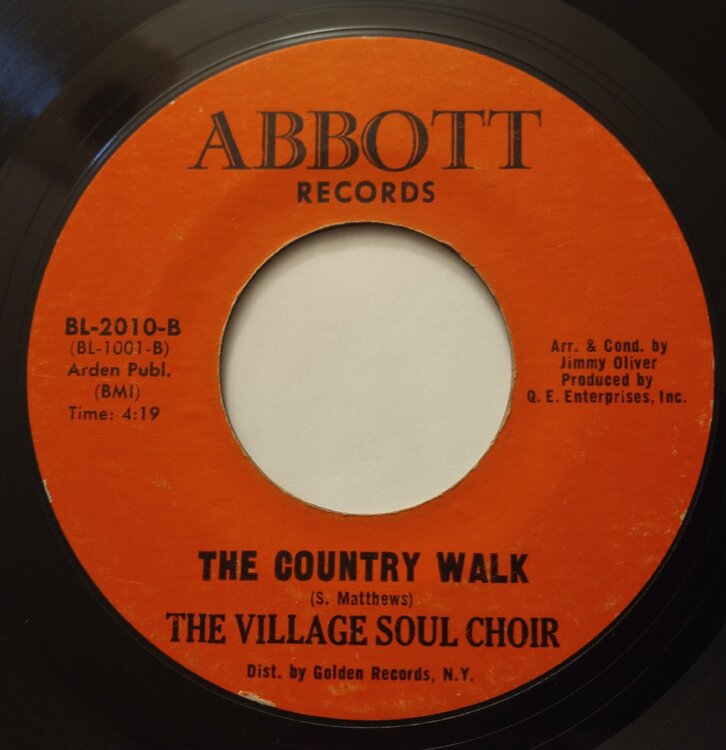 ABBOTT
RECORDS
BL-2010-B
(BL-1001-B)
Arden Publ.
(BMI)
Time: 4:19
Arr. & Cond. by
Jimmy Oliver
Produced by
Q. E. Enterprises, Inc.
THE COUNTRY WALK
(S. Matthews)
THE VILLAGE SOUL CHOIR
Dist. by Golden Records, N.Y.